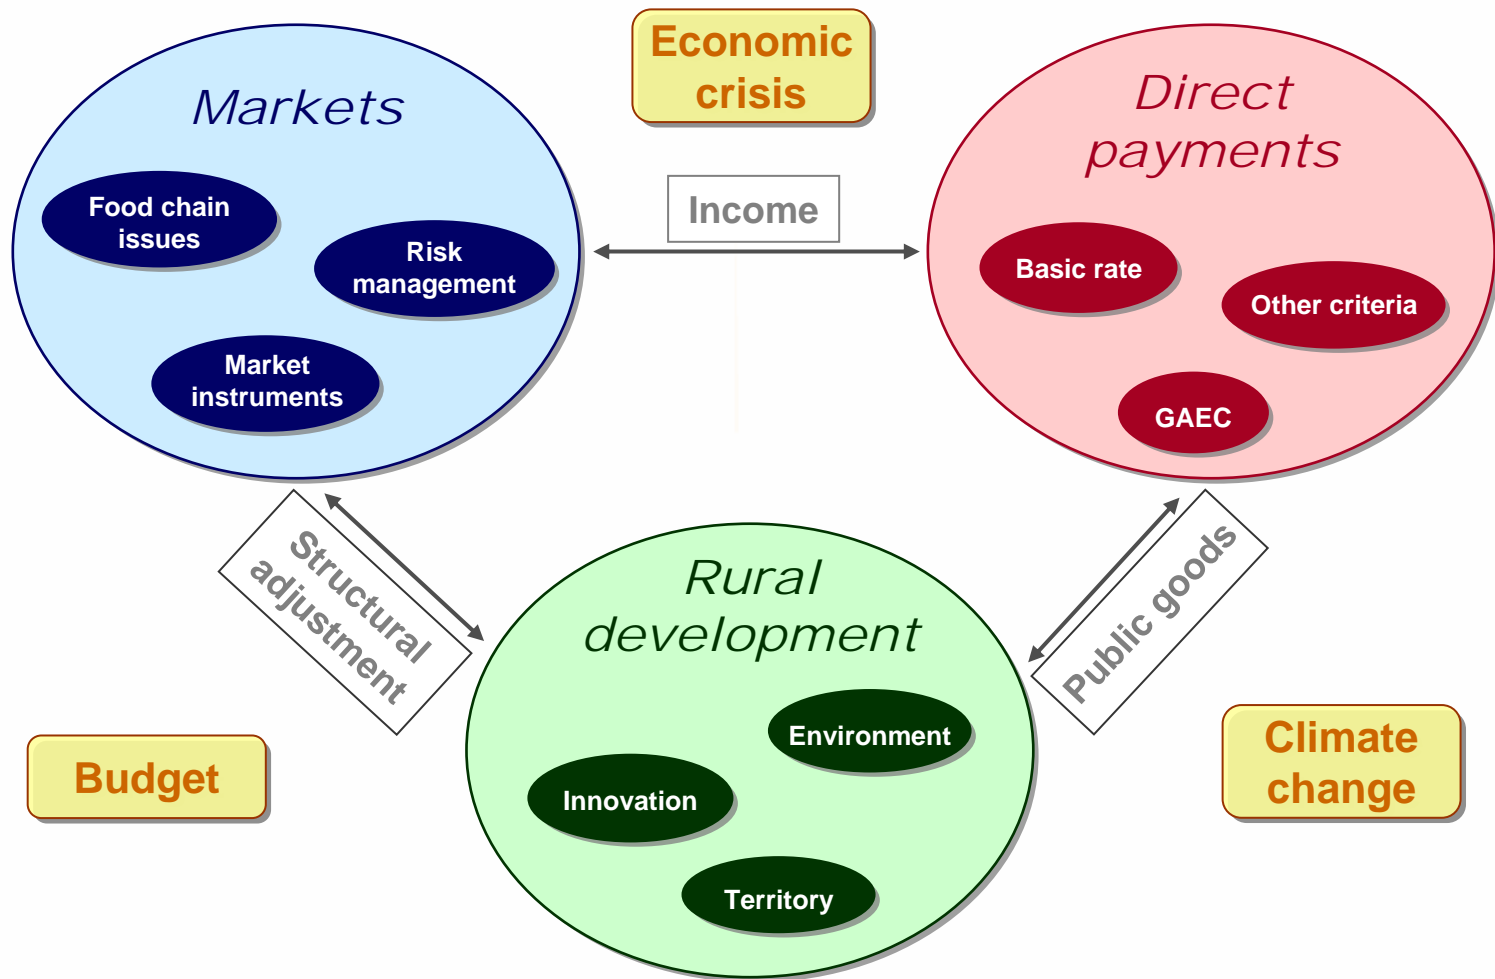 Economic
crisis
Markets
Food chain
issues
Risk
management
Market
instruments
Income
Direct
payments
Basic rate
Other criteria
GAEC
Structural
adjustment
Public goods
Rural
development
Environment
Innovation
Territory
Budget
Climate
change